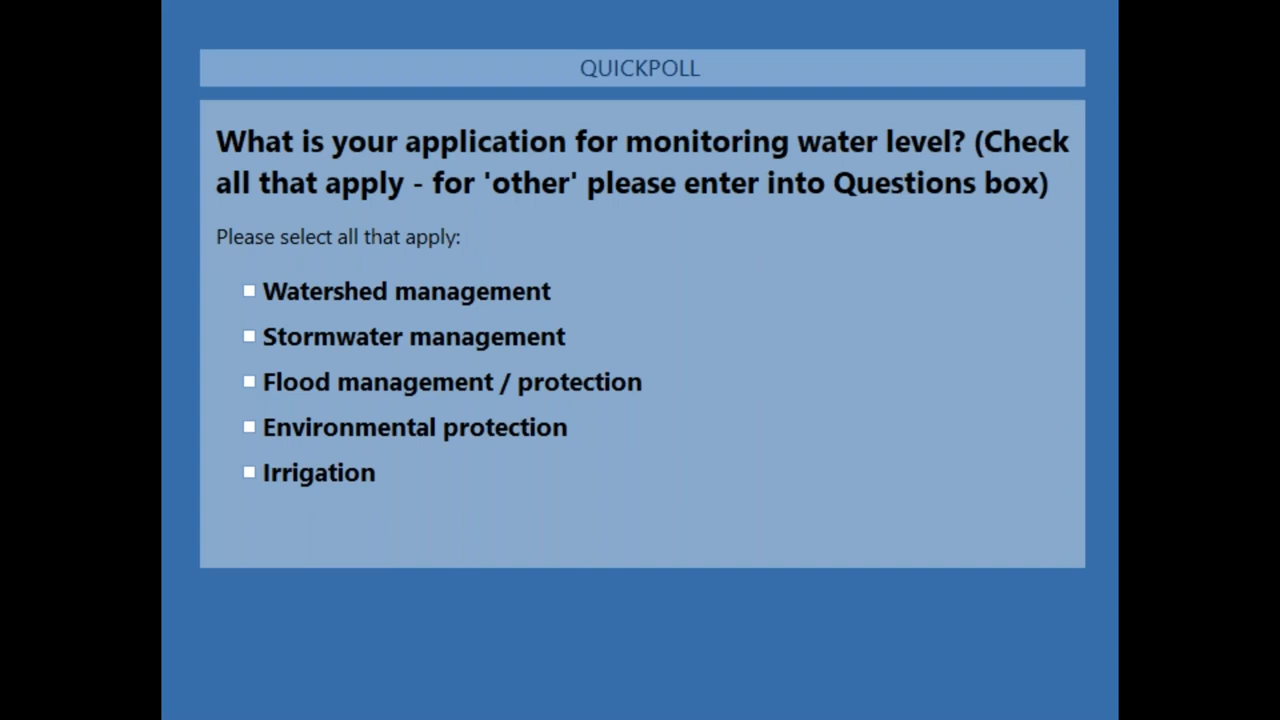 QUICKPOLL
What is your application for monitoring water level? (Check
all that apply - for 'other' please enter into Questions box)
Please select all that apply:
Watershed management
Stormwater management
Flood management / protection
Environmental protection
Irrigation